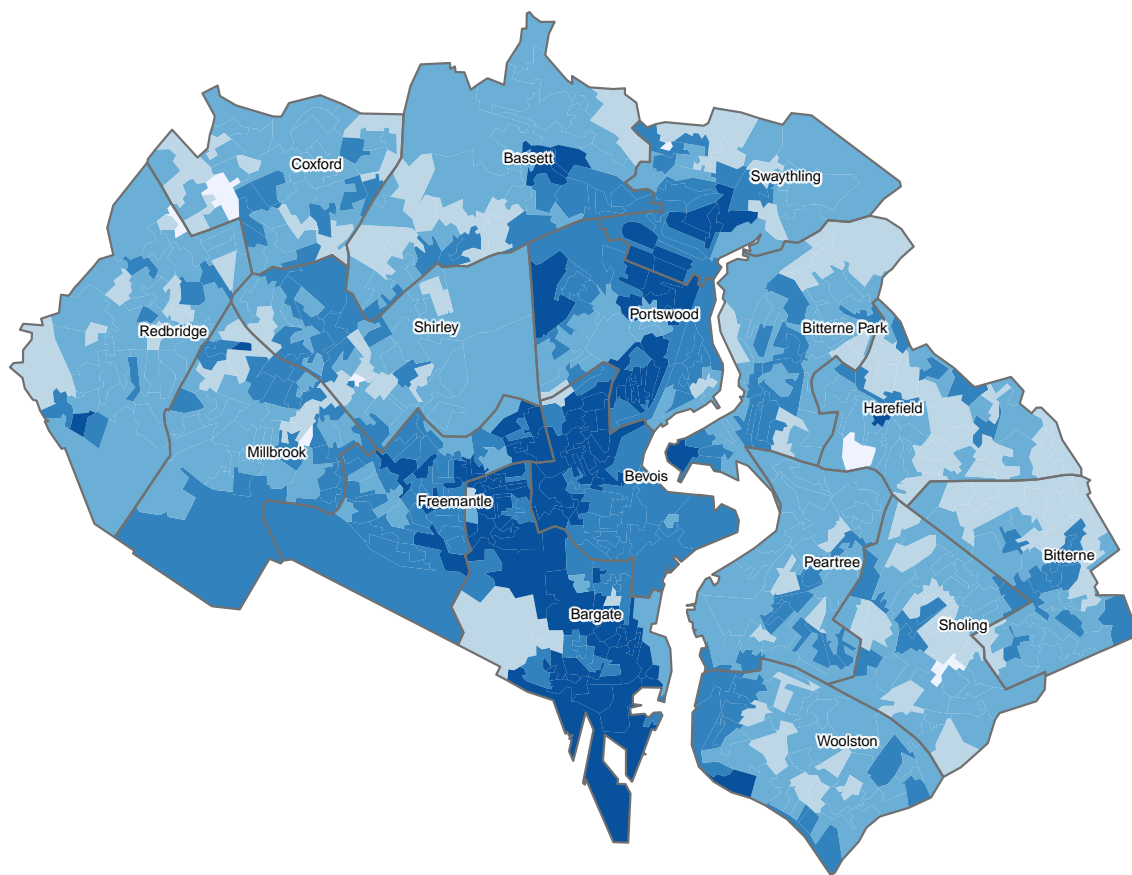 Bassett
Coxford
Swaythling
Portswood
Shirley
Bitterne Park
Redbridge
Harefield
Millbrook
Bevois
Freemantle
Bitterne
Peartree
Bargate
Sholing
Woolston